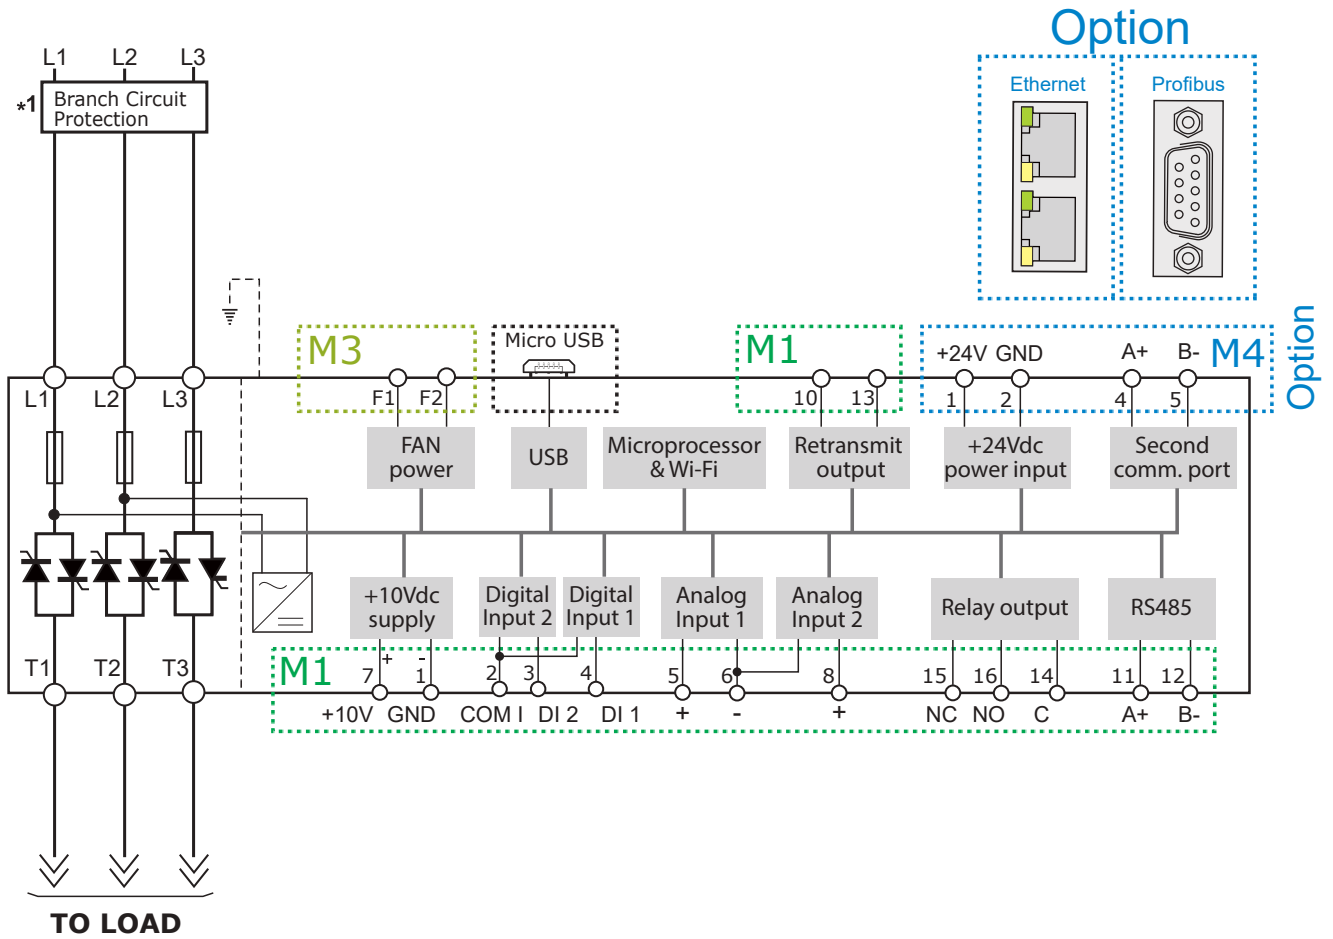 Option
L1 L2 L3
*1 Branch Circuit
Protection
Ethernet
Profibus
M3
Micro USB
M1
+24V GND A+ B- M4
Option
L1 L2 L3
F1 F2
10 13
1 2 4 5
FAN
power
USB
Microprocessor
& Wi-Fi
Retransmit
output
+24Vdc
power input
Second
comm. port
+10Vdc
supply
Digital
Input 2
Digital
Input 1
Analog
Input 1
Analog
Input 2
Relay output
RS485
T1 T2 T3
M1
+ -
7 1 2 3 4 5 6 8 15 16 14 11 12
+10V GND COM I DI 2 DI 1 + - + NC NO C A+ B-
TO LOAD